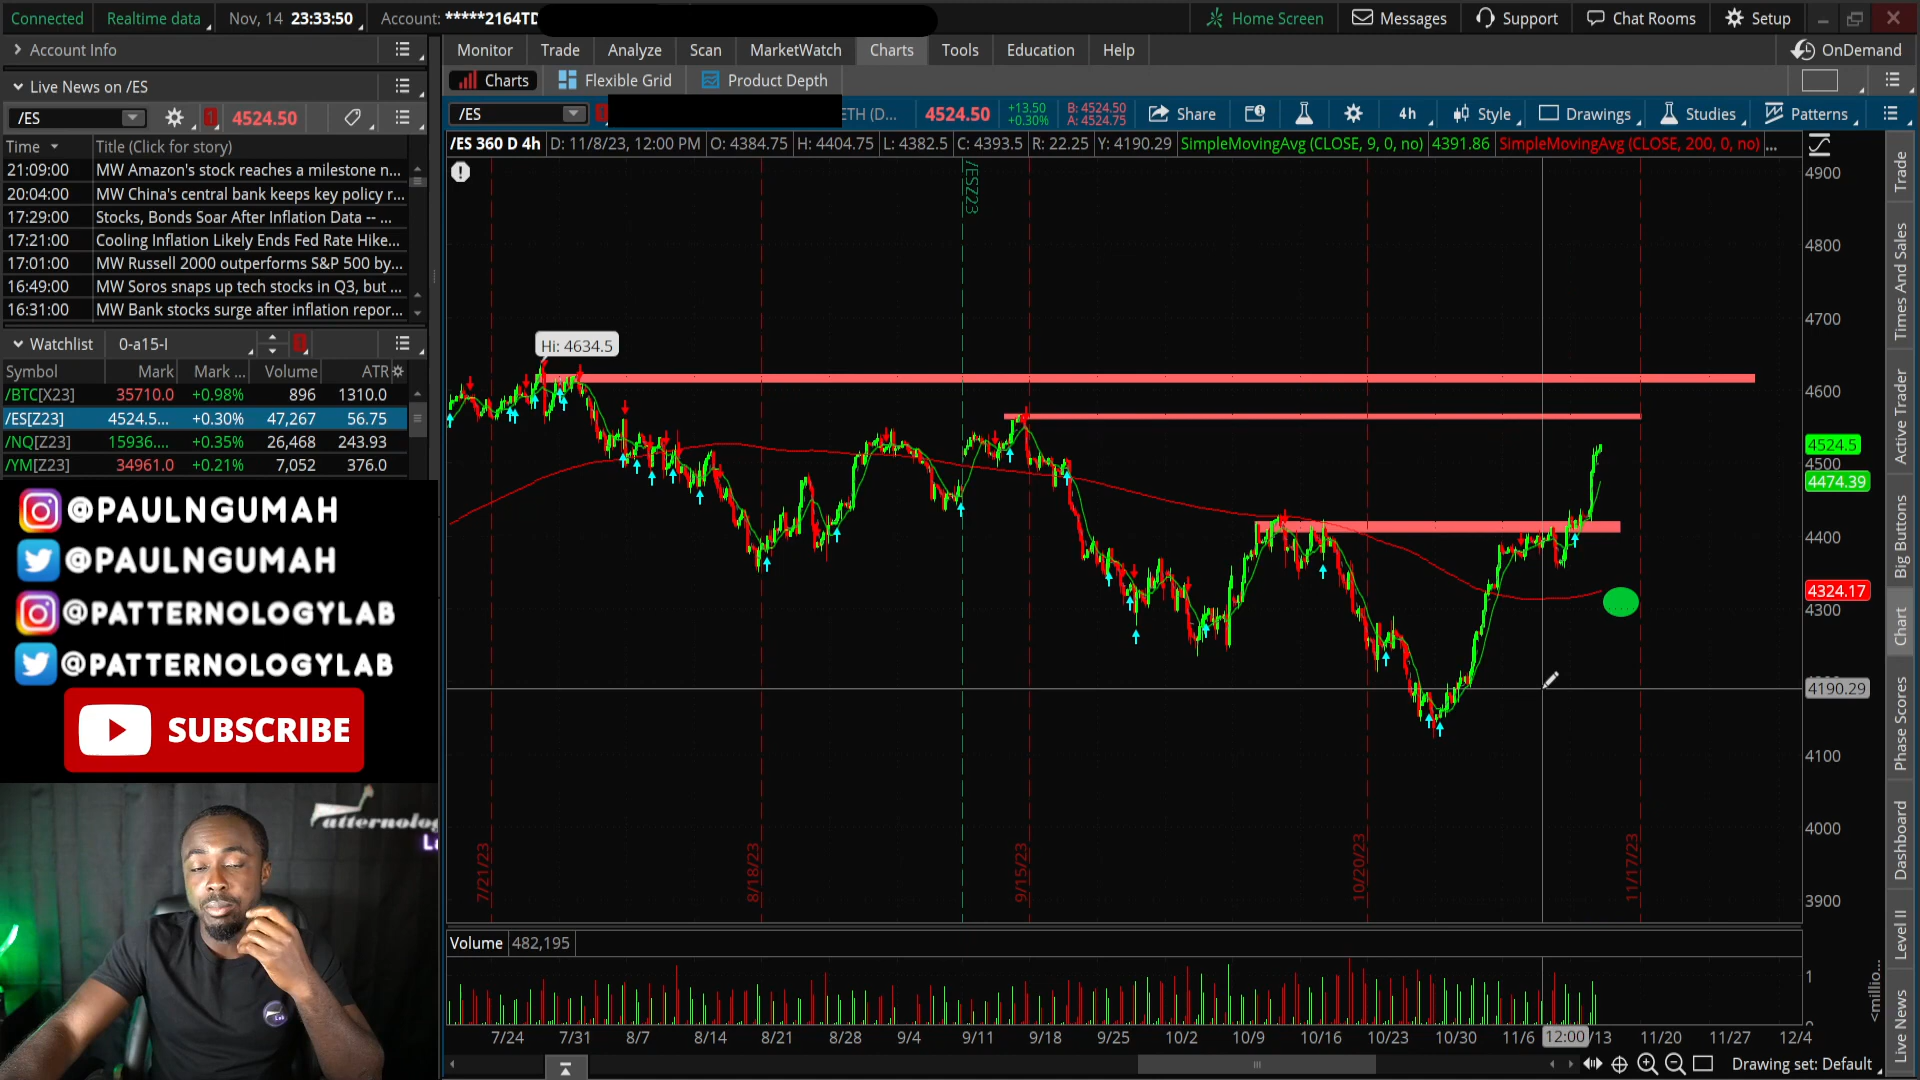 Connected Realtime data Nov, 14 23:33:50 Account: *****2164TD Home Screen Messages Support Chat Rooms Setup
Account Info
Monitor Trade Analyze Scan MarketWatch Charts Tools Education Help OnDemand
Live News on /ES
Charts Flexible Grid Product Depth
/ES 4524.50
/ES ETH (D... 4524.50 +13.50 +0.30% B: 4524.50 A: 4524.75 Share 4h Style Drawings Studies Patterns
/ES 360 D 4h D: 11/8/23, 12:00 PM O: 4384.75 H: 4404.75 L: 4382.5 C: 4393.5 R: 22.25 Y: 4190.29 SimpleMovingAvg (CLOSE, 9, 0, no) 4391.86 SimpleMovingAvg (CLOSE, 200, 0, no) ...
Time Title (Click for story)
21:09:00 MW Amazon's stock reaches a milestone n...
20:04:00 MW China's central bank keeps key policy r...
17:29:00 Stocks, Bonds Soar After Inflation Data -- ...
17:21:00 Cooling Inflation Likely Ends Fed Rate Hike...
17:01:00 MW Russell 2000 outperforms S&P 500 by...
16:49:00 MW Soros snaps up tech stocks in Q3, but ...
16:31:00 MW Bank stocks surge after inflation repor...
Watchlist 0-a15-l
Symbol Mark Mark ... Volume ATR
/BTC[X23] 35710.0 +0.98% 896 1310.0
/ES[Z23] 4524.5... +0.30% 47,267 56.75
/NQ[Z23] 15936.... +0.35% 26,468 243.93
/YM[Z23] 34961.0 +0.21% 7,052 376.0
@PAULNGUMAH
@PAULNGUMAH
@PATTERNOLOGYLAB
@PATTERNOLOGYLAB
SUBSCRIBE
atternolo
L
/ESZ23
Hi: 4634.5
4900
4800
4700
4600
4524.5
4500
4474.39
4400
4324.17
4300
4190.29
4100
4000
3900
7/21/23
8/18/23
9/15/23
10/20/23
11/17/23
Volume 482,195
1
<millio...
7/24 7/31 8/7 8/14 8/21 8/28 9/4 9/11 9/18 9/25 10/2 10/9 10/16 10/23 10/30 11/6 12:00 /13 11/20 11/27 12/4
Drawing set: Default
Trade
Times And Sales
Active Trader
Big Buttons
Chart
Phase Scores
Dashboard
Level II
Live News